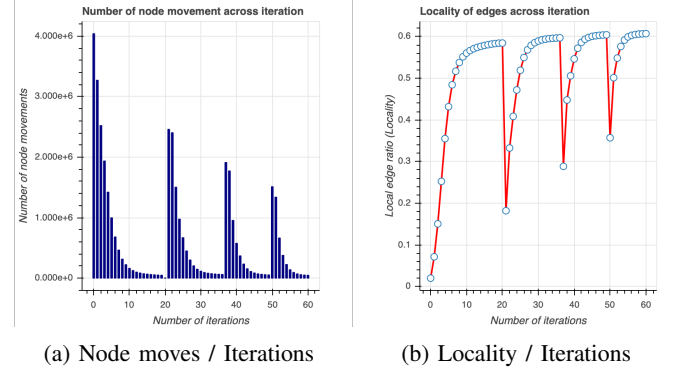 Number of node movement across iteration
4.000e+6
3.000e+6
2.000e+6
1.000e+6
0.000e+0
Number of node movements
0 10 20 30 40 50 60
Number of iterations
(a) Node moves / Iterations
Locality of edges across iteration
0.6
0.5
0.4
0.3
0.2
0.1
0
Local edge ratio (Locality)
0 10 20 30 40 50 60
Number of iterations
(b) Locality / Iterations